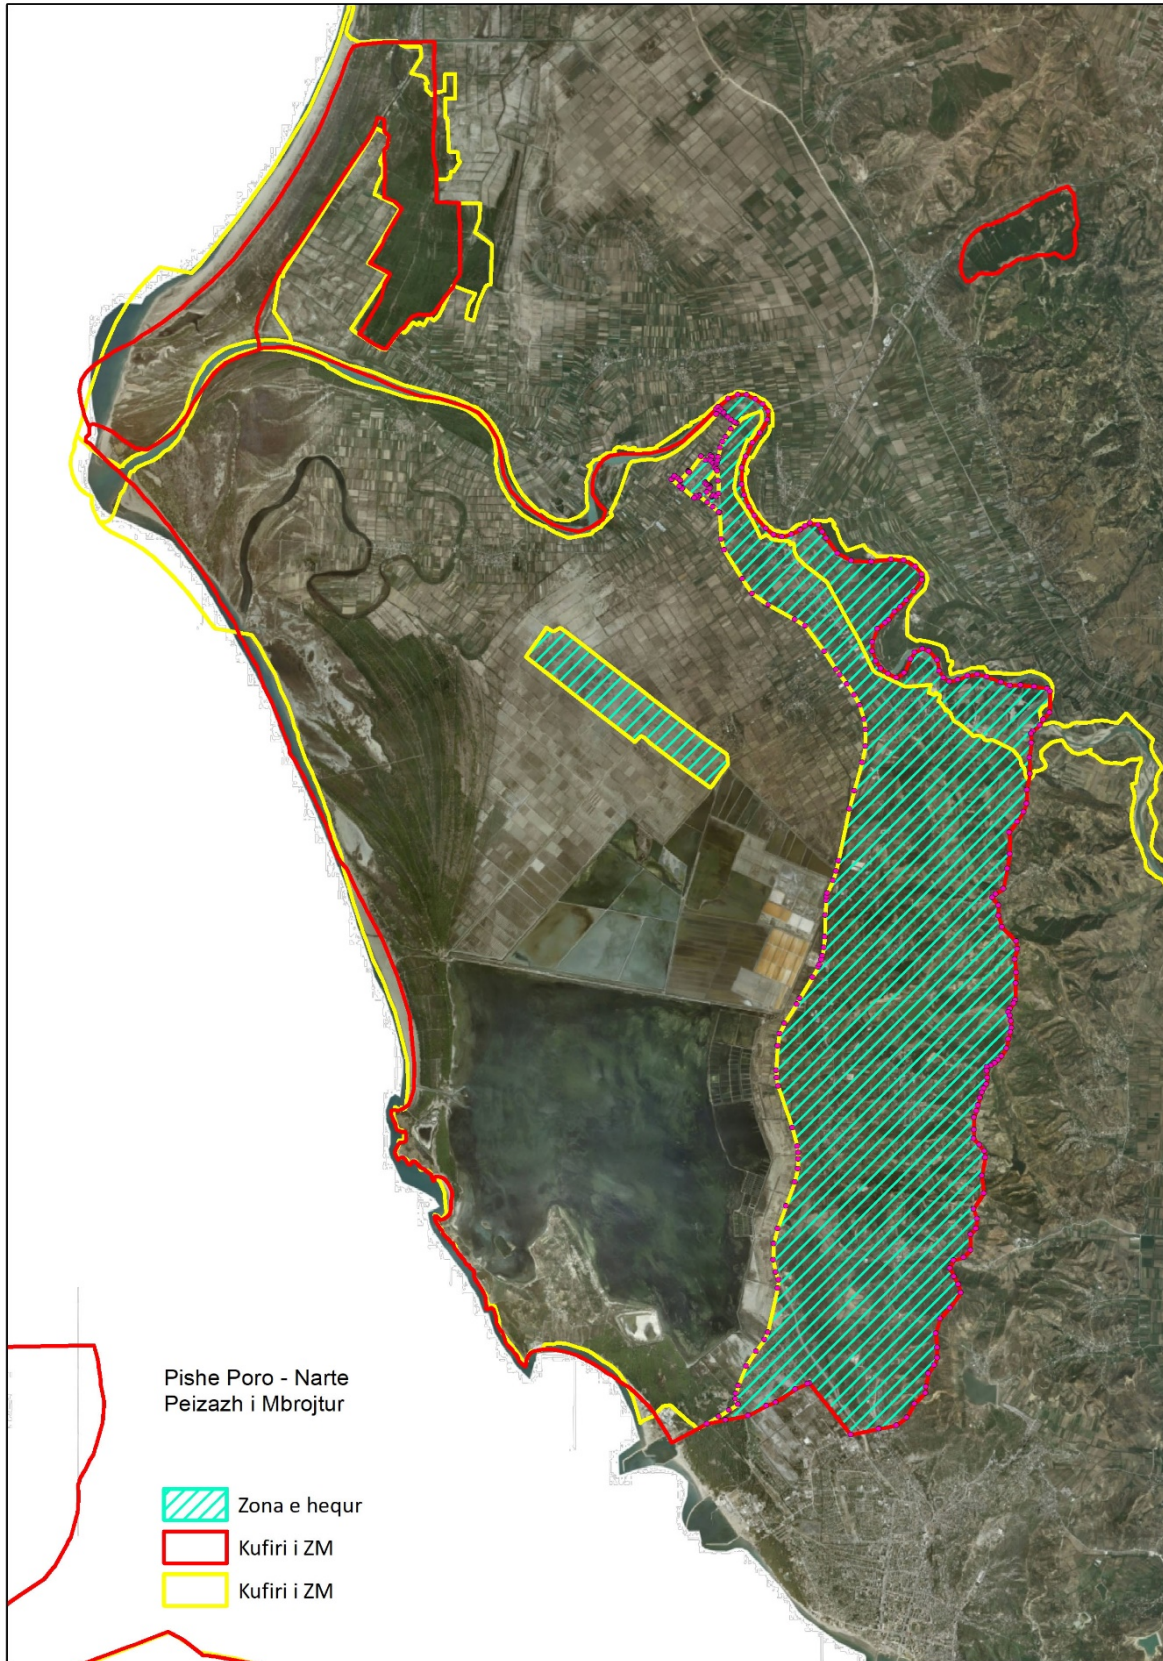 Pishe Poro - Narte
Peizazh i Mbrojtur
Zona e hequr
Kufiri i ZM
Kufiri i ZM